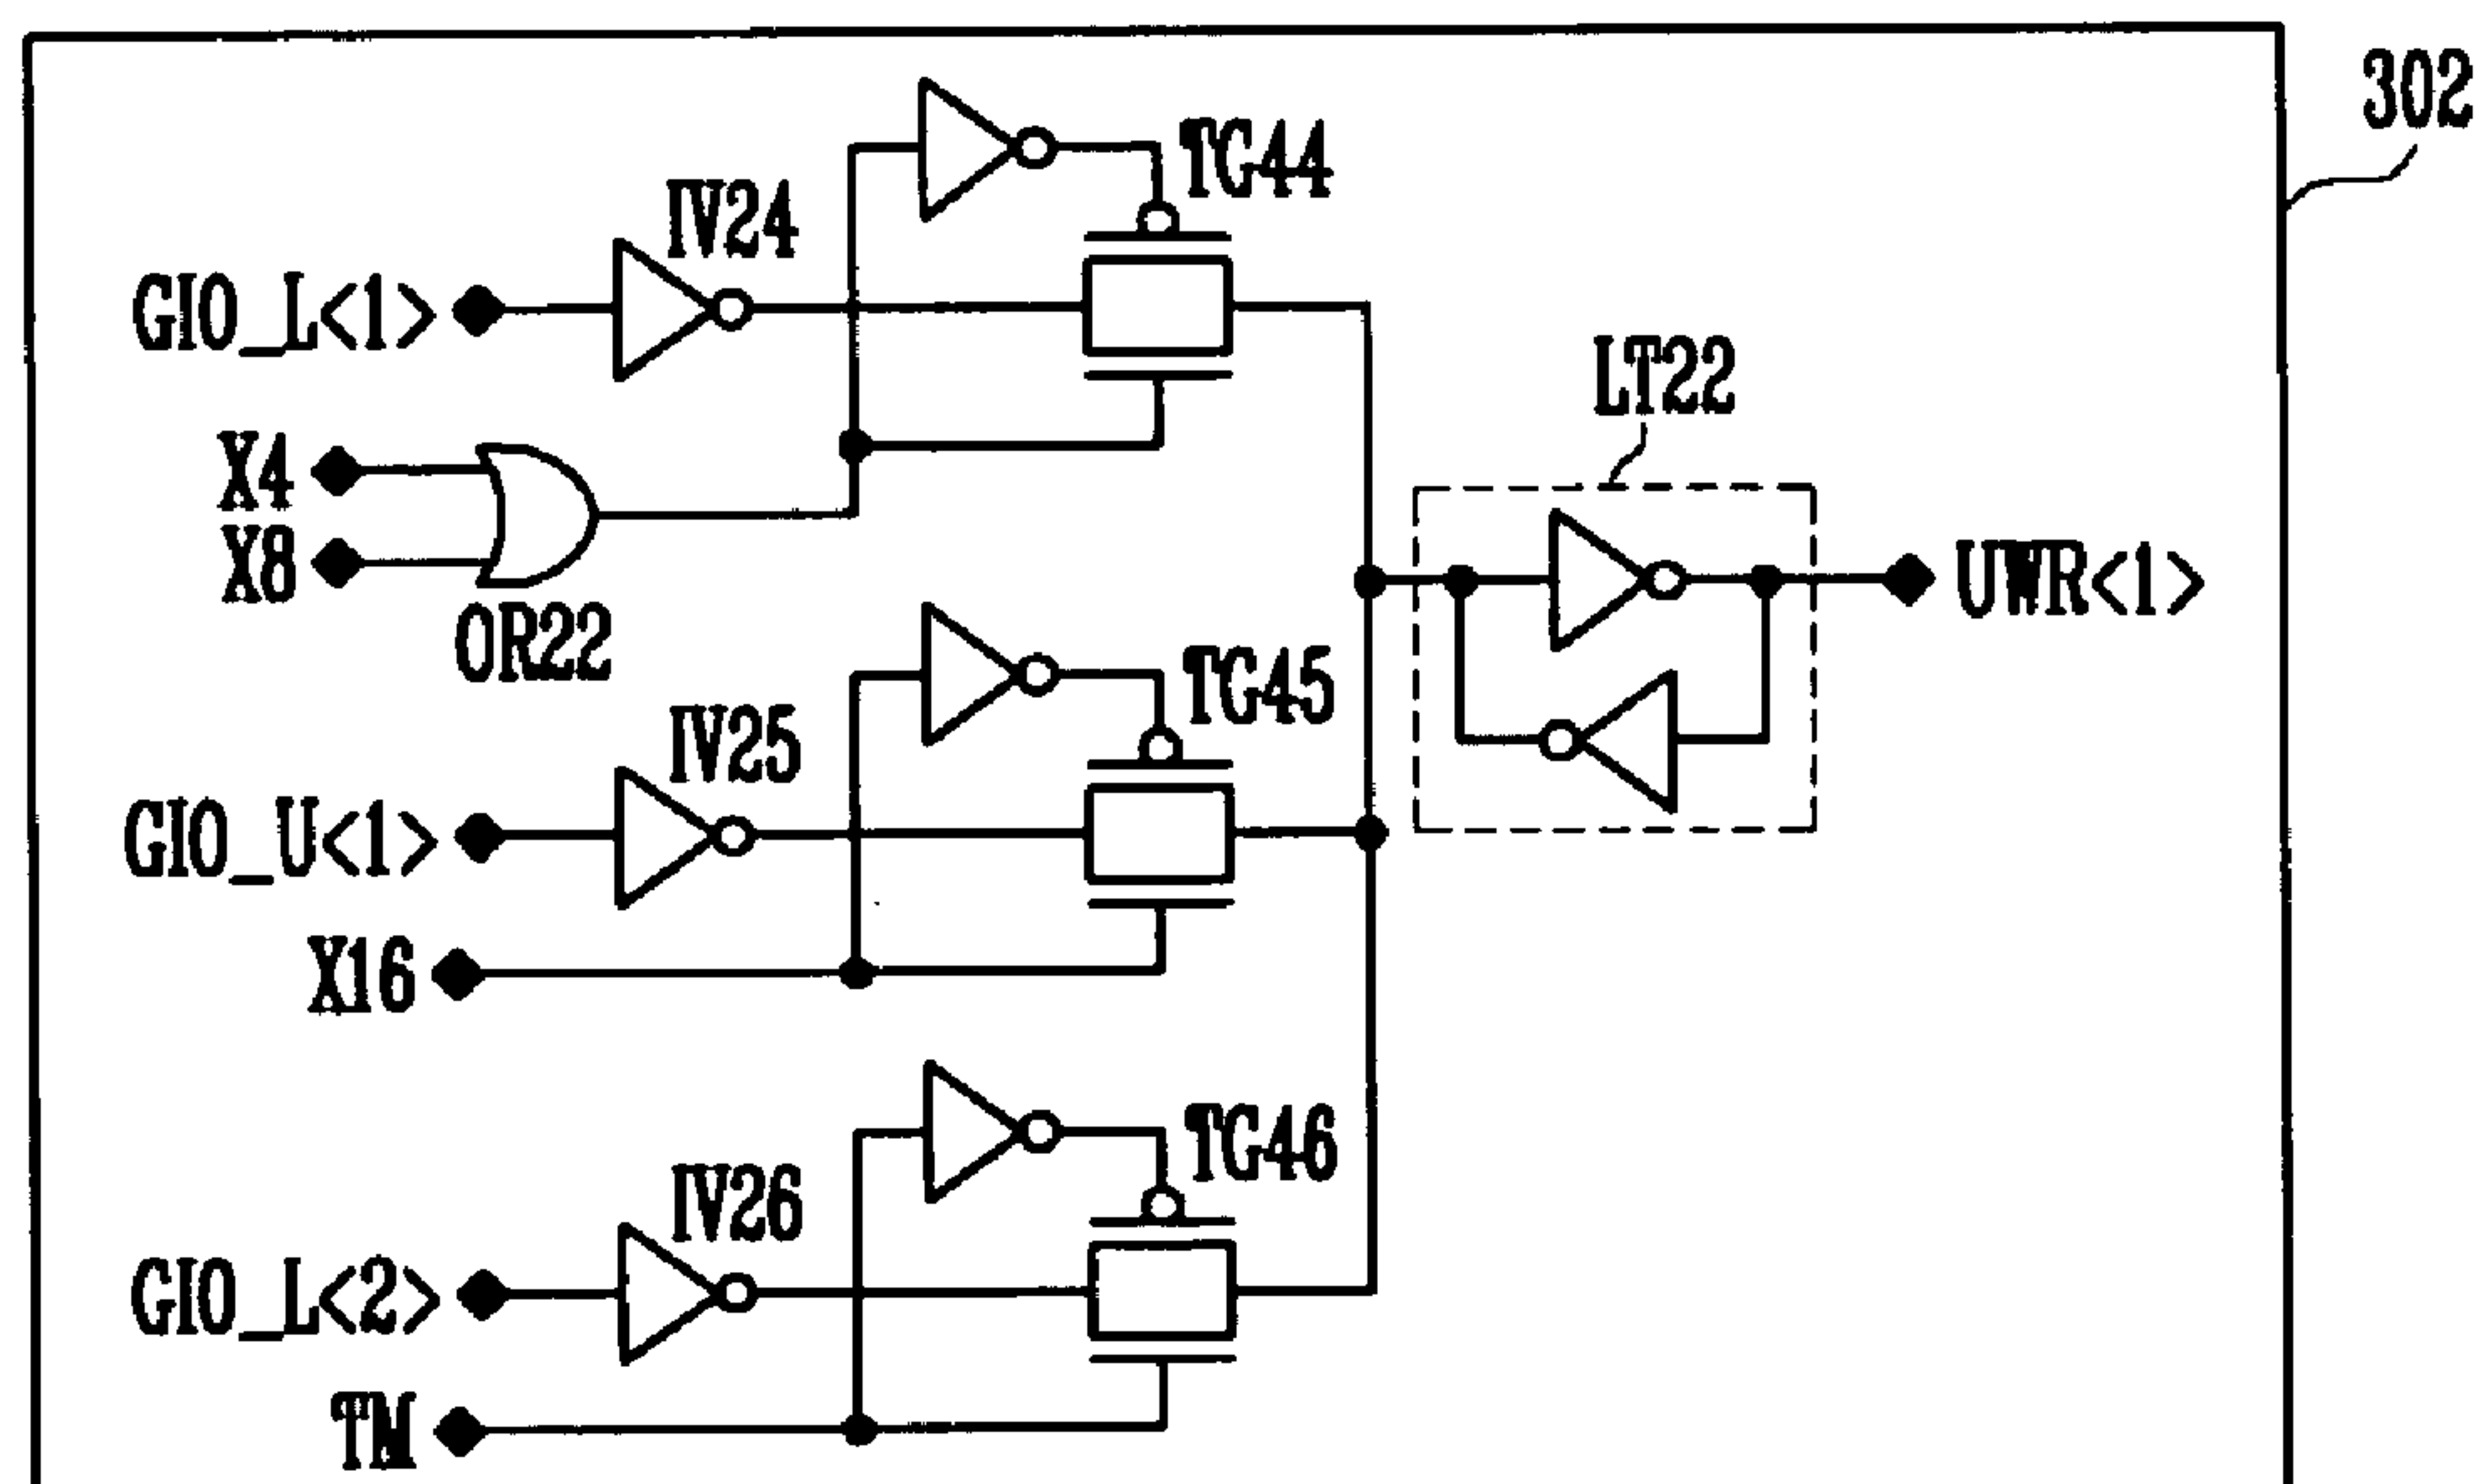 302
TG44
IV24
GIO_L<1>
X4
X8
OR22
LT22
UWR<1>
TG45
IV25
GIO_U<1>
X16
TG46
IV26
GIO_L<2>
TM